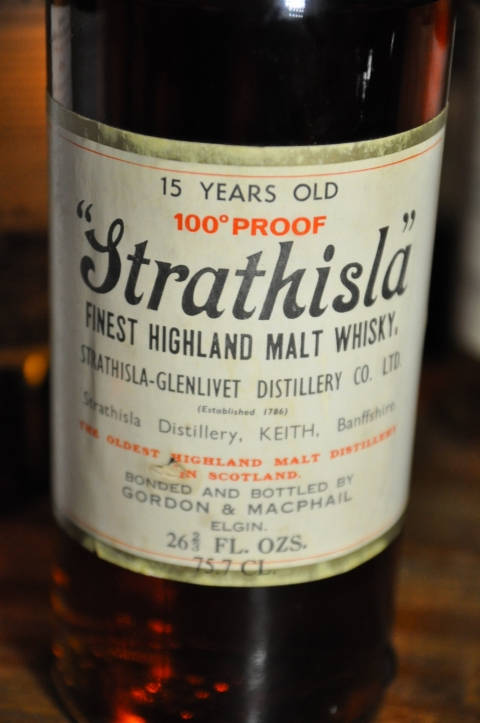 15 YEARS OLD
100° PROOF
"Strathisla"
FINEST HIGHLAND MALT WHISKY.
STRATHISLA-GLENLIVET DISTILLERY CO. LTD.
(Established 1786)
Strathisla Distillery, KEITH, Banffshire.
THE OLDEST HIGHLAND MALT DISTILLERY
IN SCOTLAND.
BONDED AND BOTTLED BY
GORDON & MACPHAIL
ELGIN.
26⅔ FL. OZS.
75.7 CL.